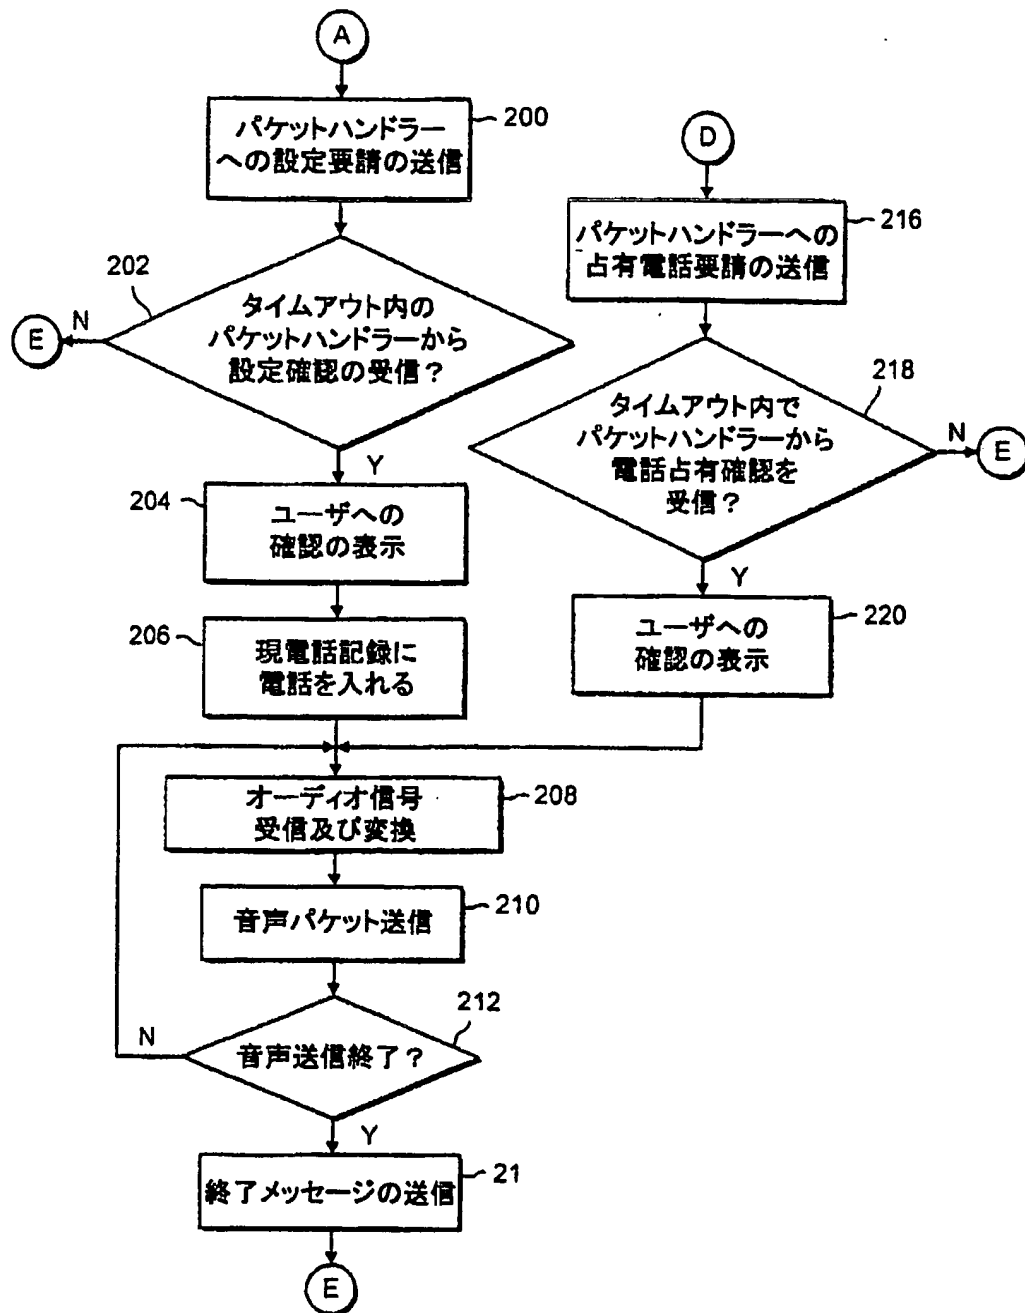 A
パケットハンドラー
への設定要請の送信
200
202
タイムアウト内の
パケットハンドラーから
設定確認の受信？
N
E
Y
204
ユーザへの
確認の表示
206
現電話記録に
電話を入れる
D
パケットハンドラーへの
占有電話要請の送信
216
タイムアウト内で
パケットハンドラーから
電話占有確認を
受信？
218
N
E
Y
ユーザへの
確認の表示
220
オーディオ信号
受信及び変換
208
音声パケット送信
210
音声送信終了？
212
N
Y
終了メッセージの送信
21
E